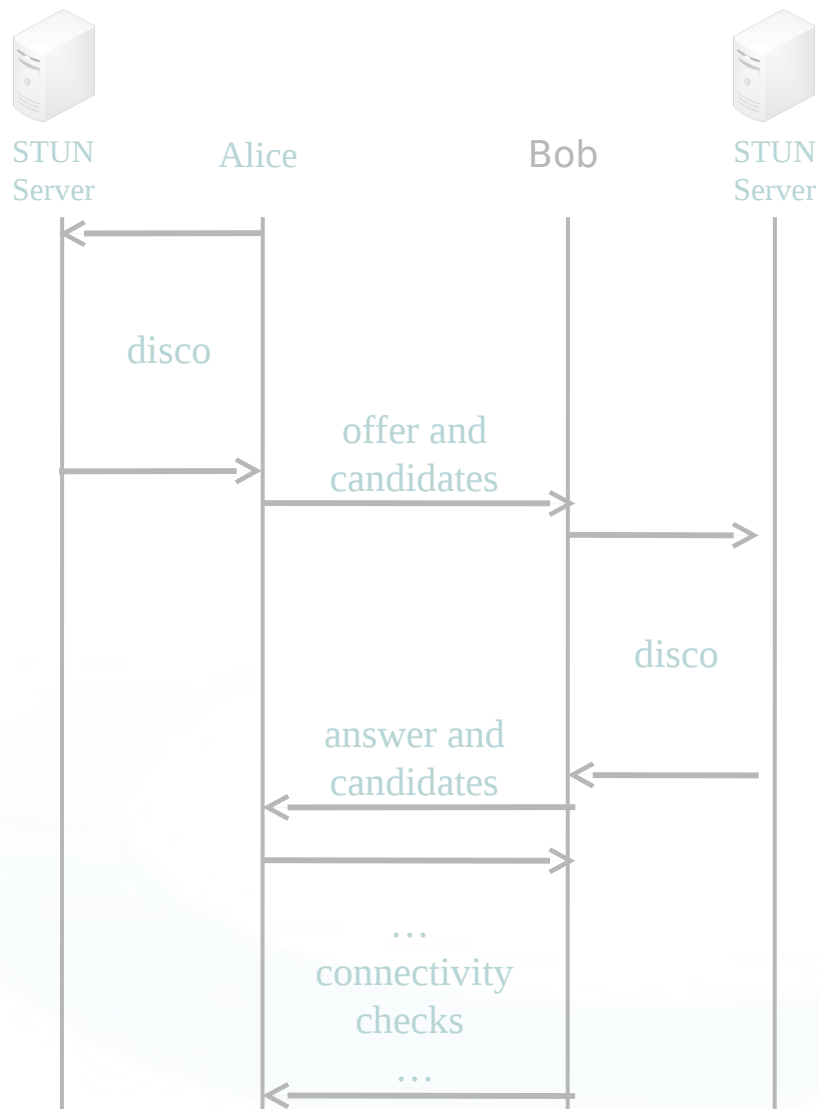 STUN
Server
Alice
Bob
STUN
Server
disco
offer and
candidates
disco
answer and
candidates
…
connectivity
checks
…